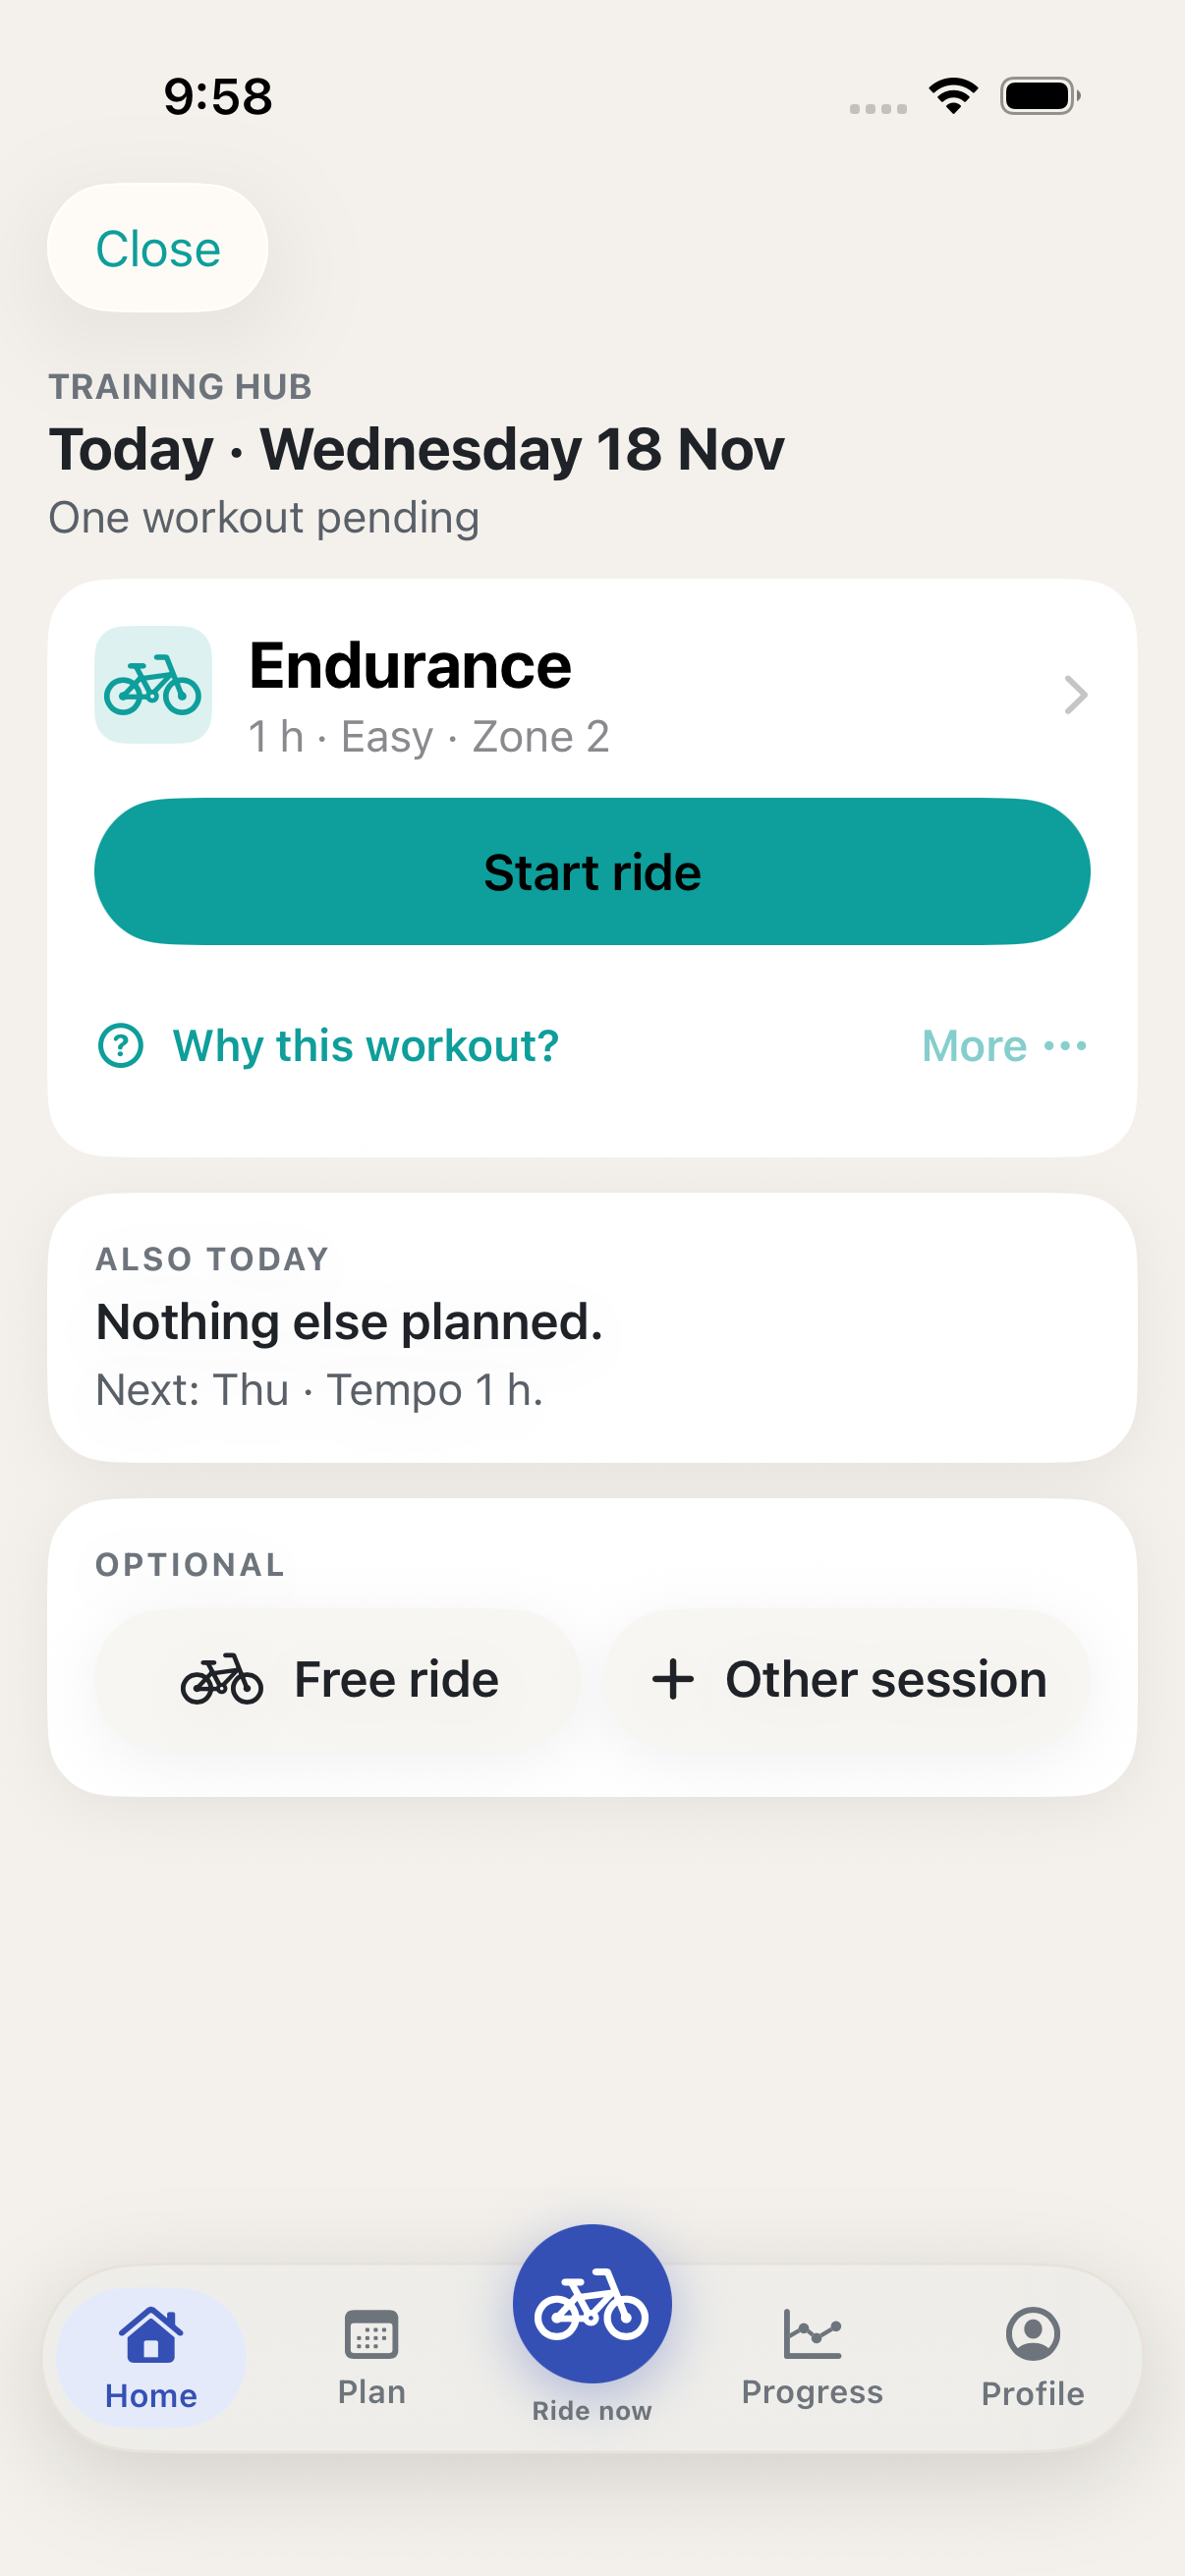 9:58
Close
TRAINING HUB
Today · Wednesday 18 Nov
One workout pending
Endurance
1 h · Easy · Zone 2
Start ride
Why this workout?
More ···
ALSO TODAY
Nothing else planned.
Next: Thu · Tempo 1 h.
OPTIONAL
Free ride
+ Other session
Home
Plan
Ride now
Progress
Profile